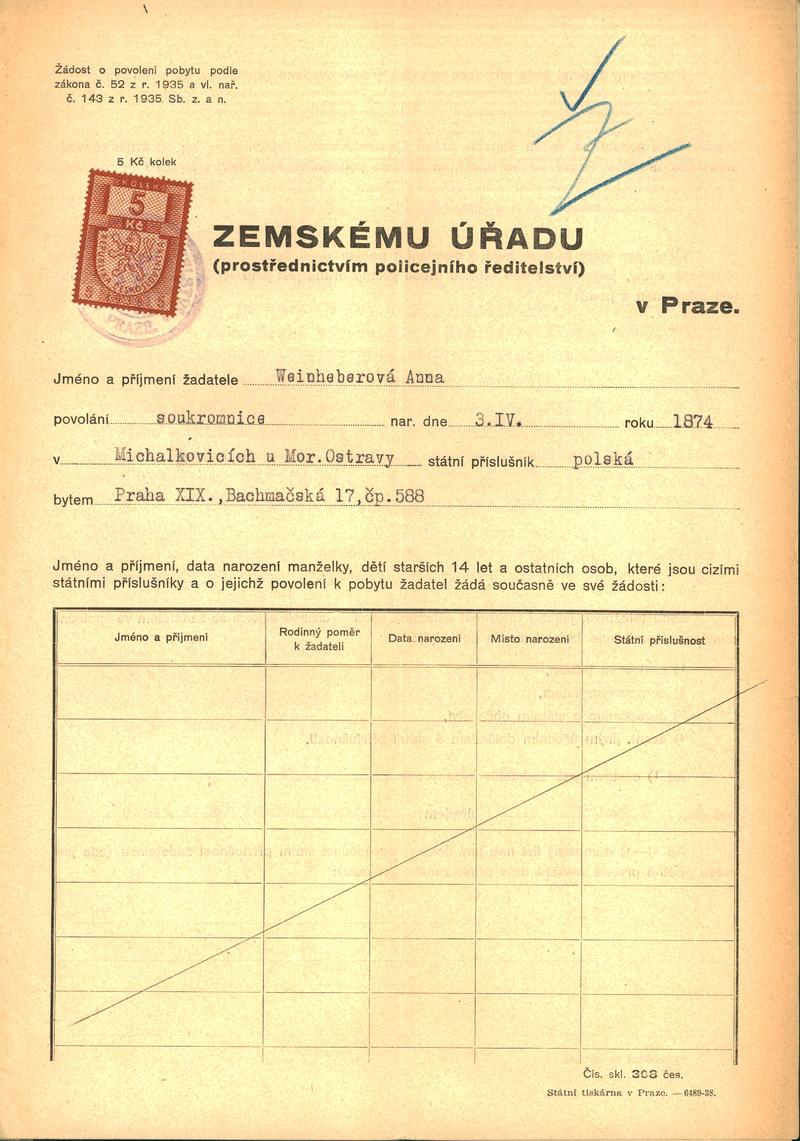 Žádost o povolení pobytu podle
zákona č. 52 z r. 1935 a vl. nař.
č. 143 z r. 1935 Sb. z. a n.
5 Kč kolek
KOLEK
5
Kč
PRAZE
ZEMSKÉMU ÚŘADU
(prostřednictvím policejního ředitelství)
v Praze.
Jméno a příjmení žadatele Weinheberová Anna
povolání soukromnice nar. dne 3.IV. roku 1874
v Michalkovicích u Mor.Ostravy státní příslušník polská
bytem Praha XIX.,Bachmačská 17,čp.588
Jméno a příjmení, data narození manželky, dětí starších 14 let a ostatních osob, které jsou cizími
státními příslušníky a o jejichž povolení k pobytu žadatel žádá současně ve své žádosti:
Jméno a příjmení Rodinný poměr k žadateli Data narození Místo narození Státní příslušnost
Čís. skl. 308 čes.
Státní tiskárna v Praze. — 6489-38.